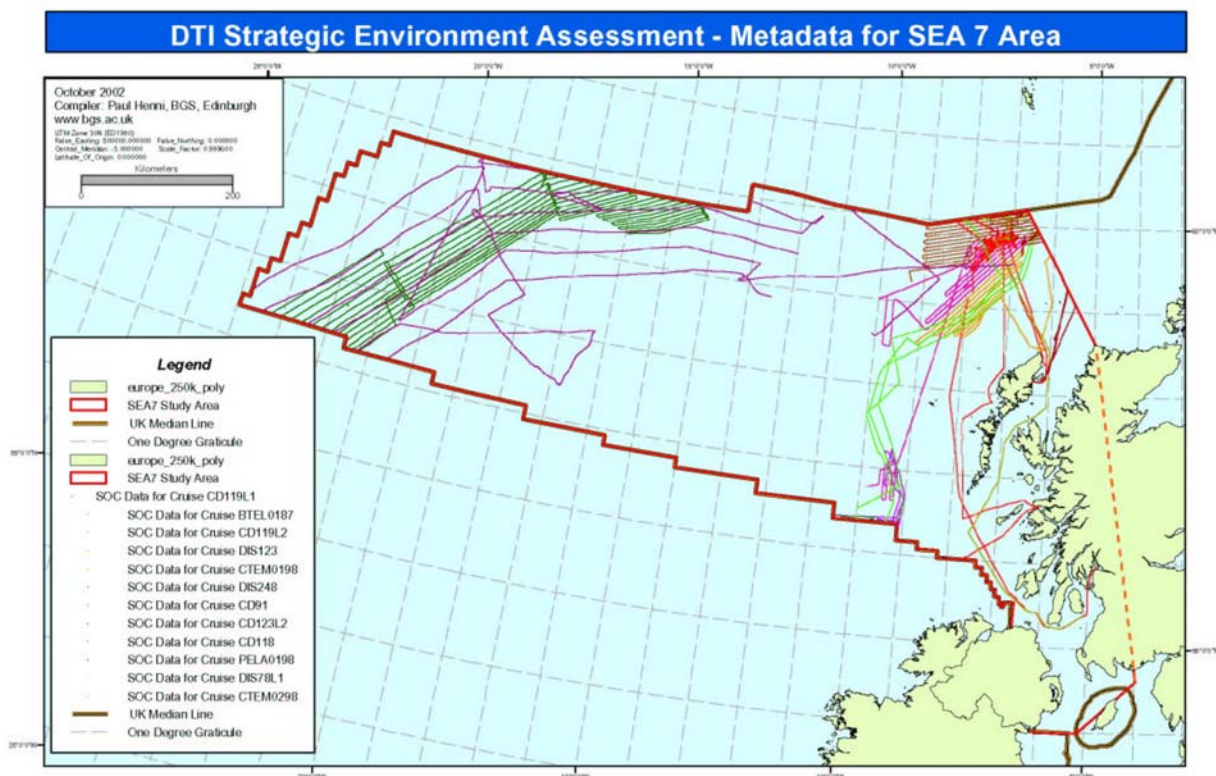 DTI Strategic Environment Assessment - Metadata for SEA 7 Area
October 2002
Compiler: Paul Henni, BGS, Edinburgh
www.bgs.ac.uk
Kilometers
0 200
Legend
europe_250k_poly
SEA7 Study Area
UK Median Line
One Degree Graticule
europe_250k_poly
SEA7 Study Area
SOC Data for Cruise CD119L1
SOC Data for Cruise BTEL0187
SOC Data for Cruise CD119L2
SOC Data for Cruise DIS123
SOC Data for Cruise CTEM0198
SOC Data for Cruise DIS248
SOC Data for Cruise CD91
SOC Data for Cruise CD123L2
SOC Data for Cruise CD118
SOC Data for Cruise PELA0198
SOC Data for Cruise DIS78L1
SOC Data for Cruise CTEM0298
UK Median Line
One Degree Graticule